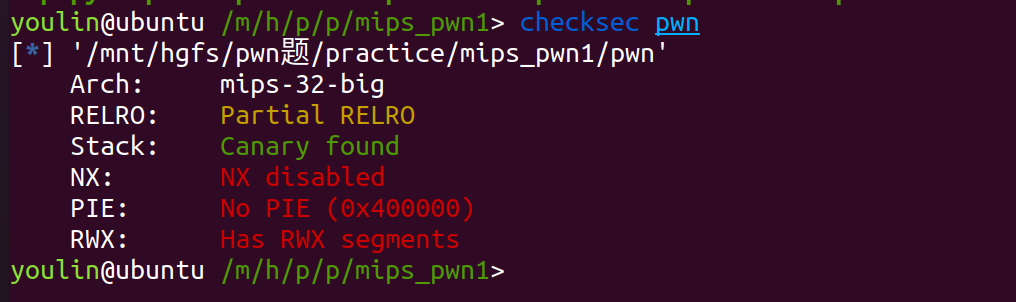 youlin@ubuntu /m/h/p/p/mips_pwn1> checksec pwn
[*] '/mnt/hgfs/pwn题/practice/mips_pwn1/pwn'
    Arch:     mips-32-big
    RELRO:    Partial RELRO
    Stack:    Canary found
    NX:       NX disabled
    PIE:      No PIE (0x400000)
    RWX:      Has RWX segments
youlin@ubuntu /m/h/p/p/mips_pwn1>